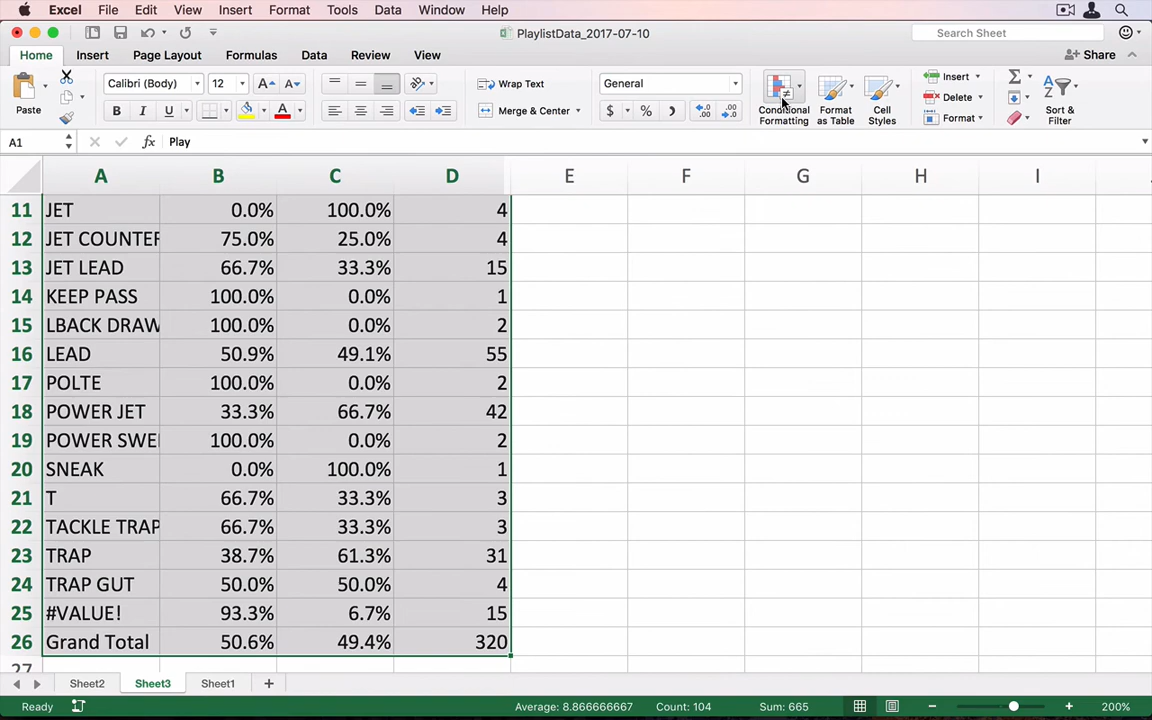 Excel File Edit View Insert Format Tools Data Window Help
PlaylistData_2017-07-10
Search Sheet
Home Insert Page Layout Formulas Data Review View
Share
Paste
Calibri (Body) 12
B I U
Wrap Text
Merge & Center
General
$ % )
Conditional Formatting
Format as Table
Cell Styles
Insert
Delete
Format
Sort & Filter
A1 fx Play
A B C D E F G H I
11 JET 0.0% 100.0% 4
12 JET COUNTER 75.0% 25.0% 4
13 JET LEAD 66.7% 33.3% 15
14 KEEP PASS 100.0% 0.0% 1
15 LBACK DRAW 100.0% 0.0% 2
16 LEAD 50.9% 49.1% 55
17 POLTE 100.0% 0.0% 2
18 POWER JET 33.3% 66.7% 42
19 POWER SWE 100.0% 0.0% 2
20 SNEAK 0.0% 100.0% 1
21 T 66.7% 33.3% 3
22 TACKLE TRAP 66.7% 33.3% 3
23 TRAP 38.7% 61.3% 31
24 TRAP GUT 50.0% 50.0% 4
25 #VALUE! 93.3% 6.7% 15
26 Grand Total 50.6% 49.4% 320
27
Sheet2 Sheet3 Sheet1
Ready Average: 8.866666667 Count: 104 Sum: 665 200%